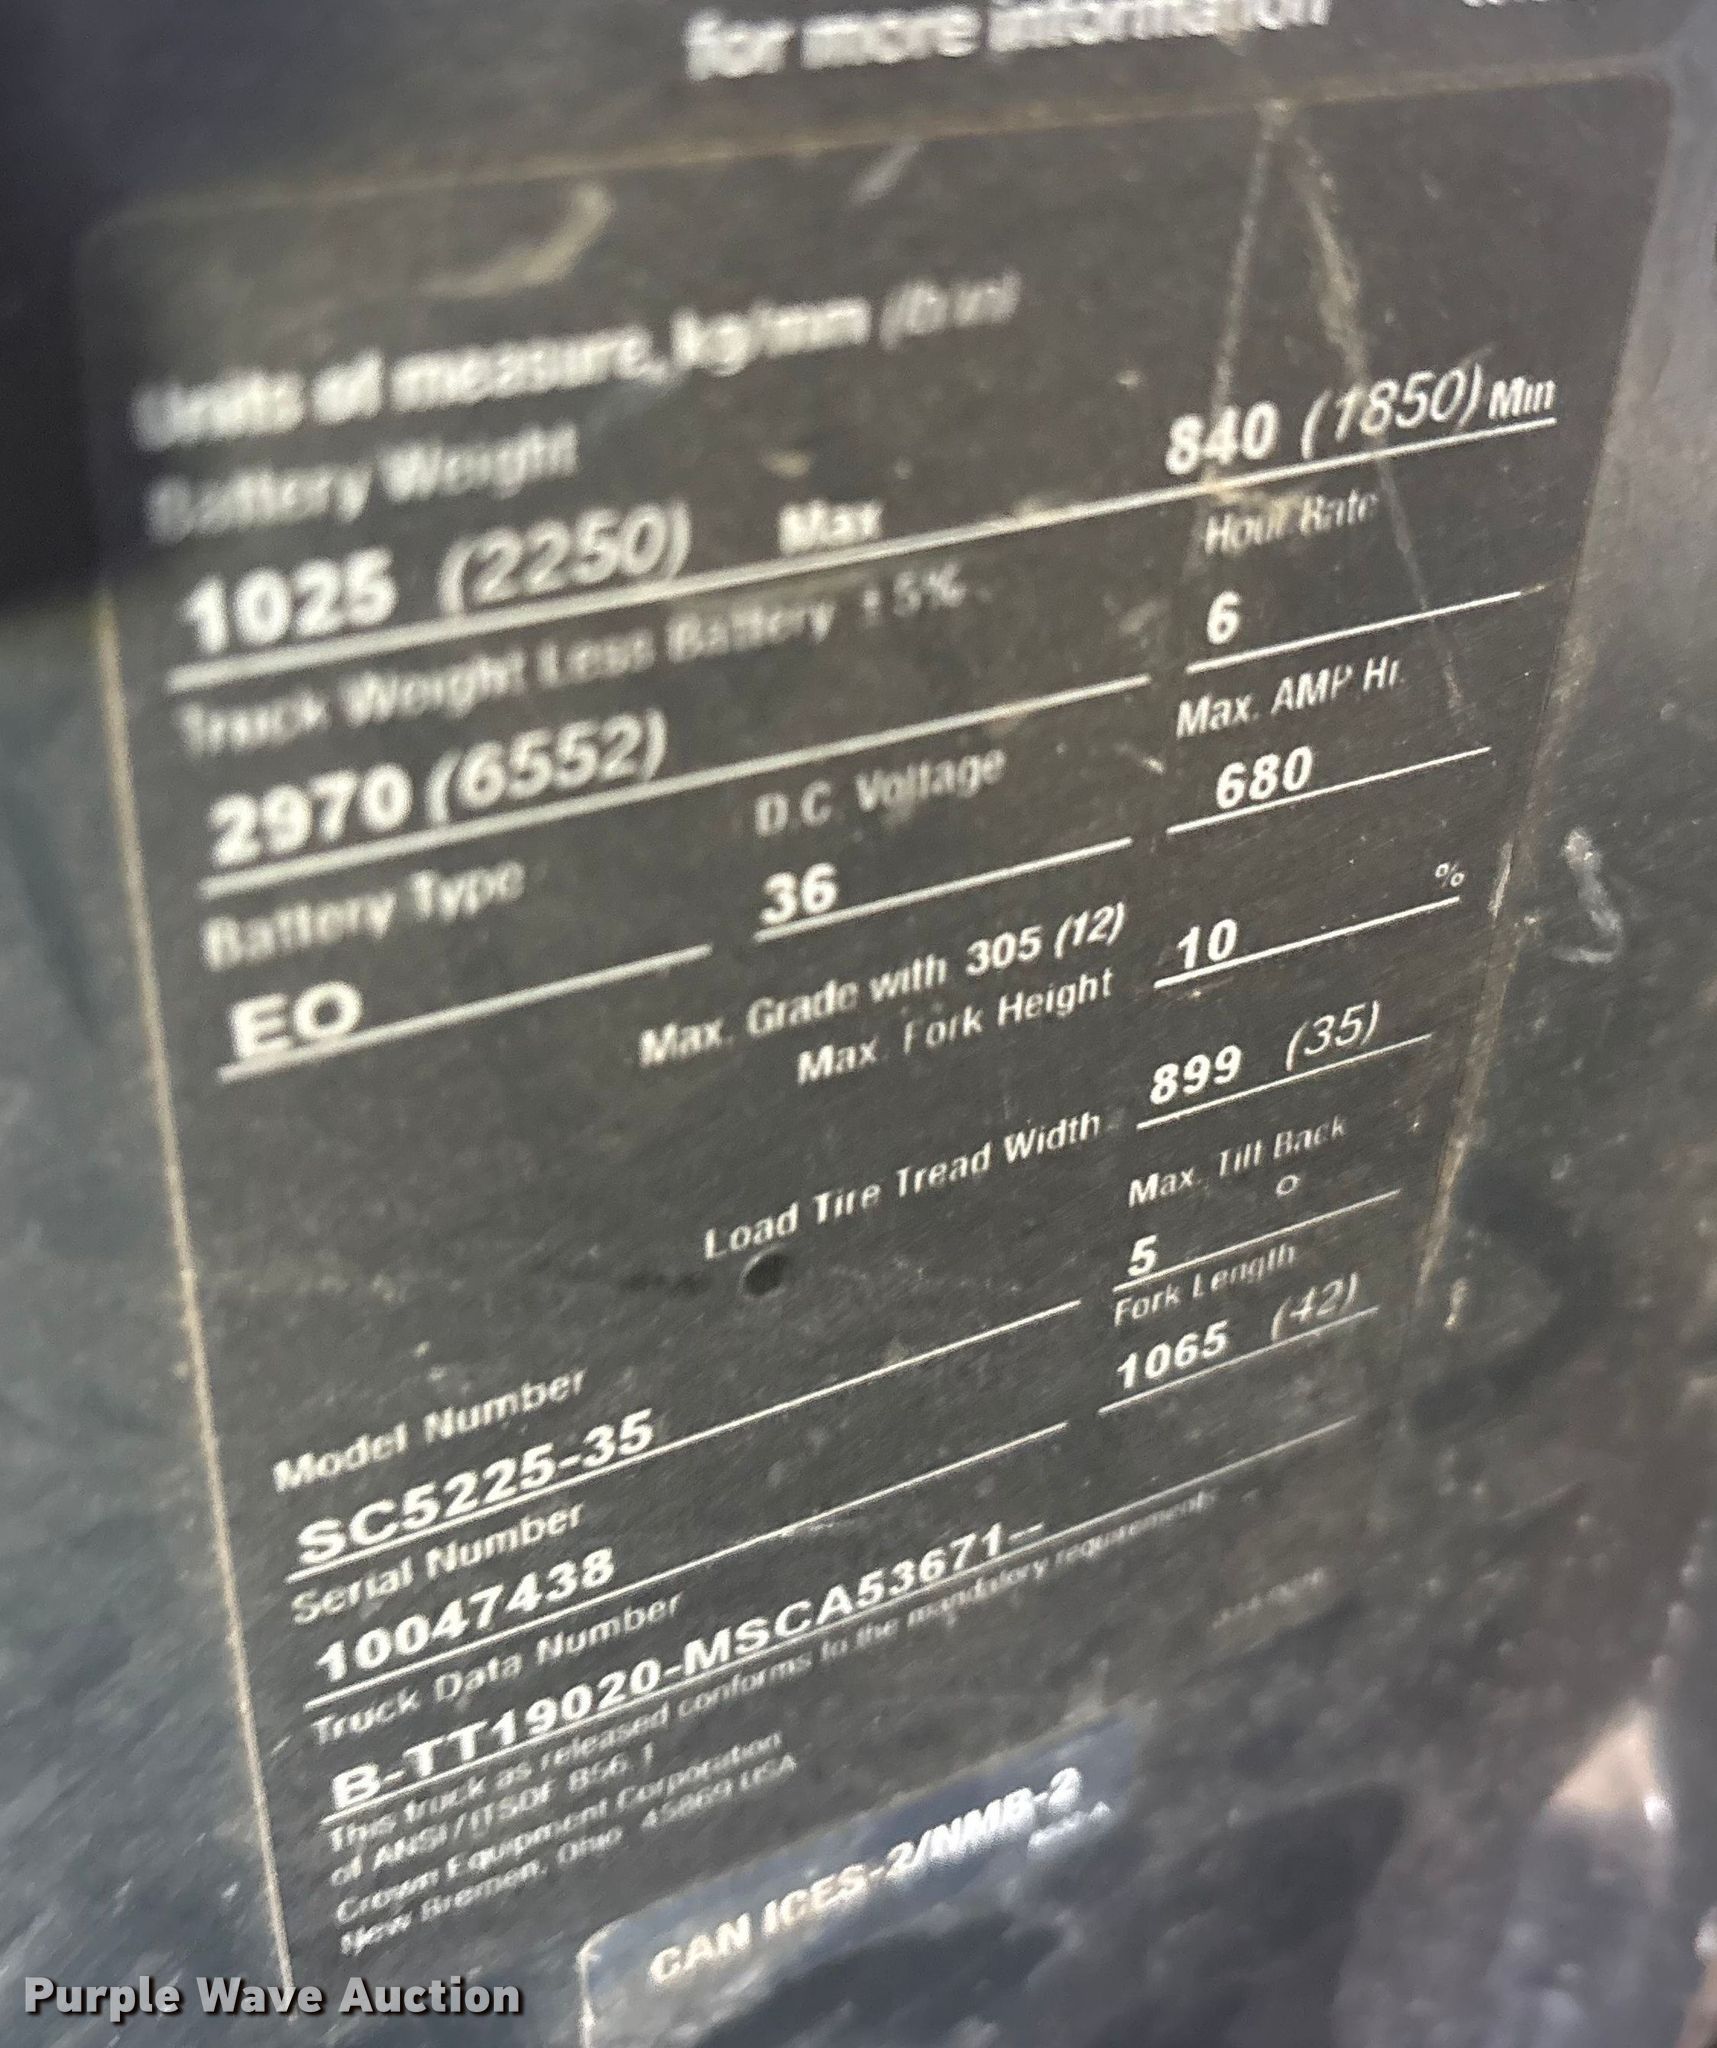 for more information
Units of measure, kg/mm (lb in)
Battery Weight
1025 (2250) Max 840 (1850) Min
Truck Weight Less Battery ± 5% Hour Rate
2970 (6552) 6
Battery Type D.C. Voltage Max. AMP Hr.
EO 36 680
Max. Grade with 305 (12)
Max. Fork Height 10 %
Load Tire Tread Width 899 (35)
Max. Tilt Back
5 °
Model Number Fork Length
SC5225-35 1065 (42)
Serial Number
10047438
Truck Data Number
B-TT19020-MSCA53671--
This truck as released conforms to the mandatory requirements
of ANSI / ITSDF B56.1
Crown Equipment Corporation
New Bremen, Ohio 45869 USA
CAN ICES-2/NMB-2
Purple Wave Auction